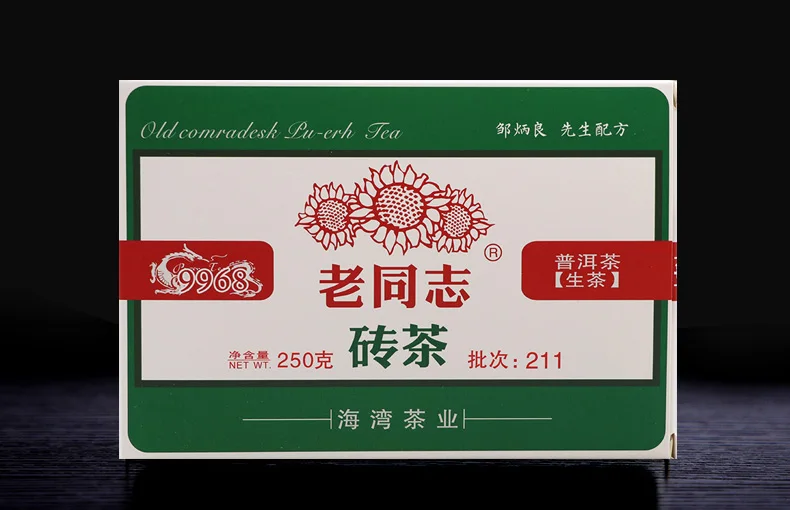 Old comradesk Pu-erh Tea
邹炳良 先生配方
®
9968
老同志
普洱茶
【生茶】
砖茶
净含量
NET WT. 250克
批次: 211
海湾茶业